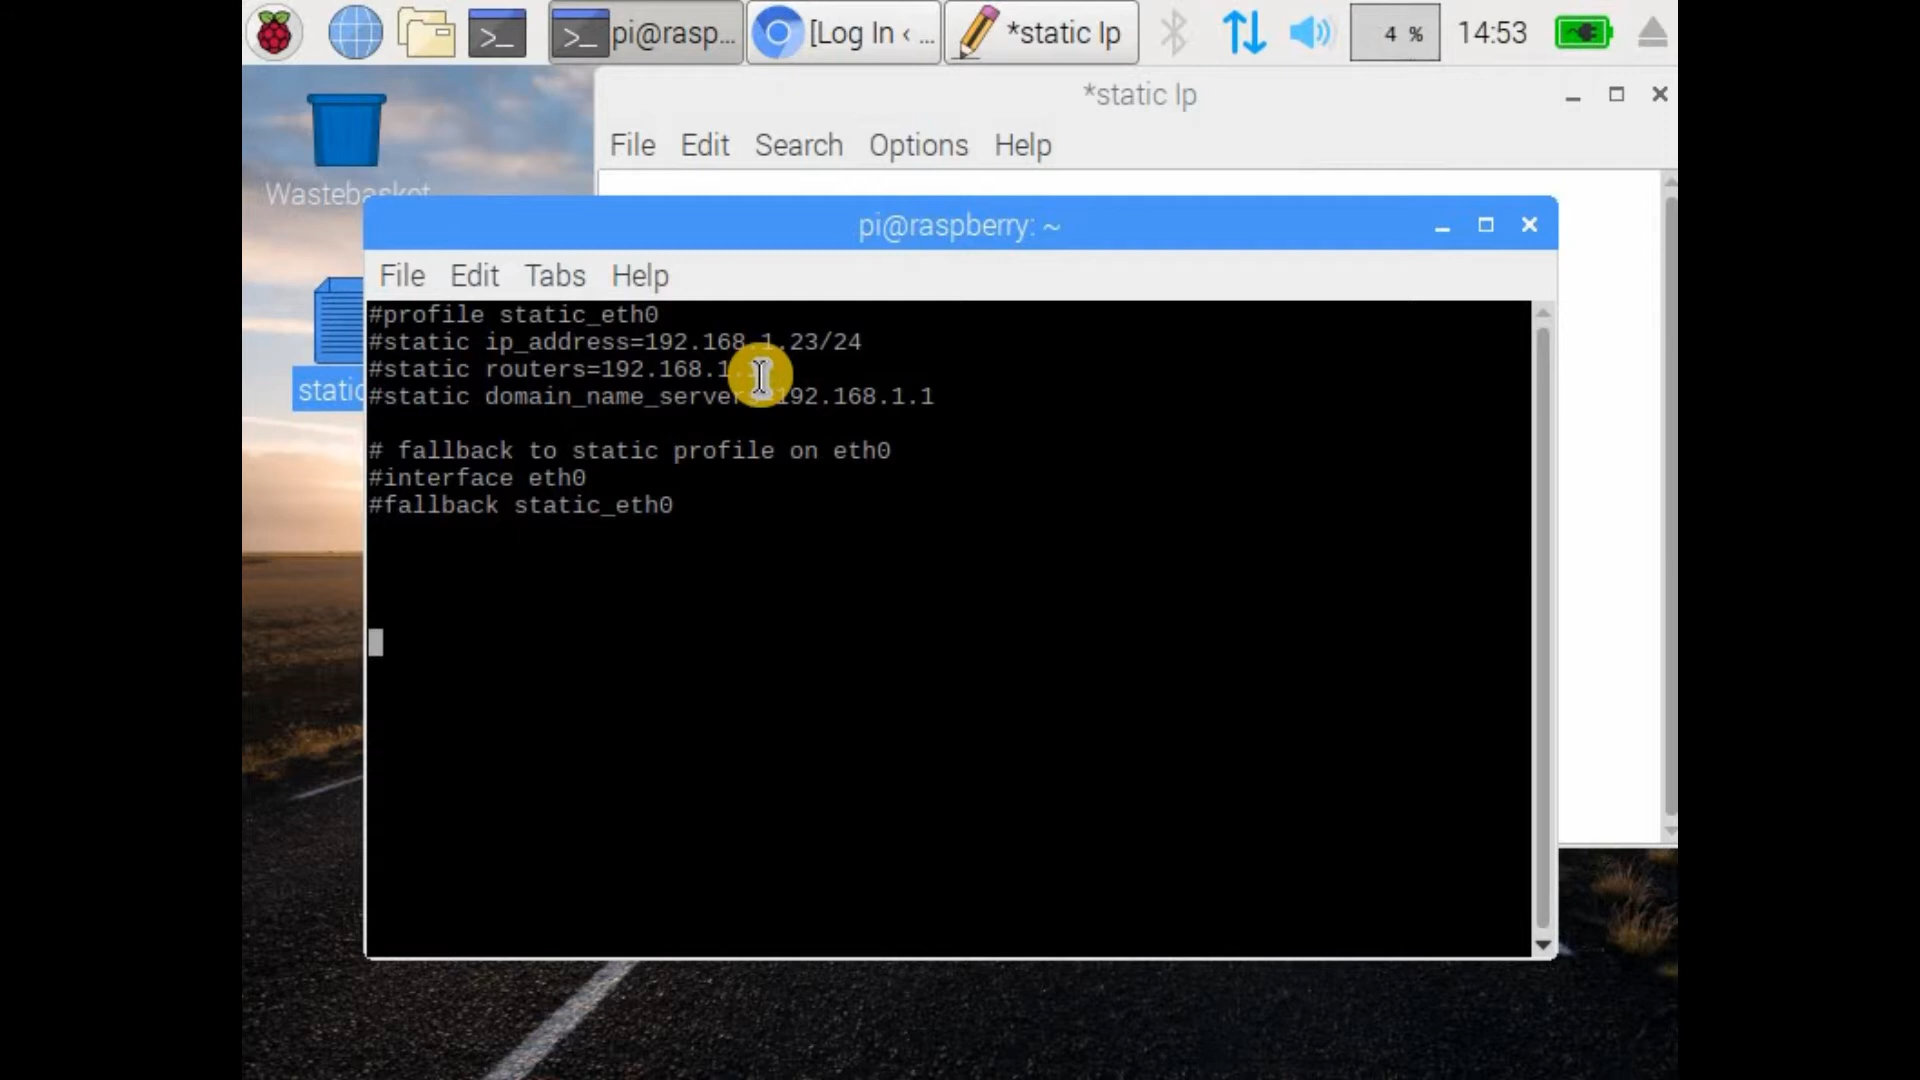 >_
>_ pi@rasp...
[Log In ‹ ...
*static Ip
4 %
14:53
*static Ip
File Edit Search Options Help
Wastebasket
static
pi@raspberry: ~
File Edit Tabs Help
#profile static_eth0
#static ip_address=192.168.1.23/24
#static routers=192.168.1.
#static domain_name_server 192.168.1.1
# fallback to static profile on eth0
#interface eth0
#fallback static_eth0